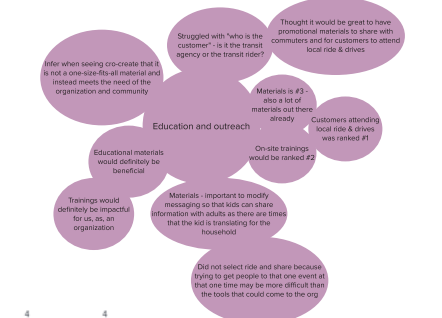 Thought it would be great to have
promotional materials to share with
commuters and for customers to attend
local ride & drives
Struggled with "who is the
customer" - is it the transit
agency or the transit rider?
Infer when seeing cro-create that it
is not a one-size-fits-all material and
instead meets the need of the
organization and community
Materials is #3 -
also a lot of
materials out there
already
Education and outreach
Customers attending
local ride & drives
was ranked #1
On-site trainings
would be ranked #2
Educational materials
would definitely be
beneficial
Trainings would
definitely be impactful
for us, as, an
organization
Materials - important to modify
messaging so that kids can share
information with adults as there are times
that the kid is translating for the
household
Did not select ride and share because
trying to get people to that one event at
that one time may be more difficult than
the tools that could come to the org
4 4